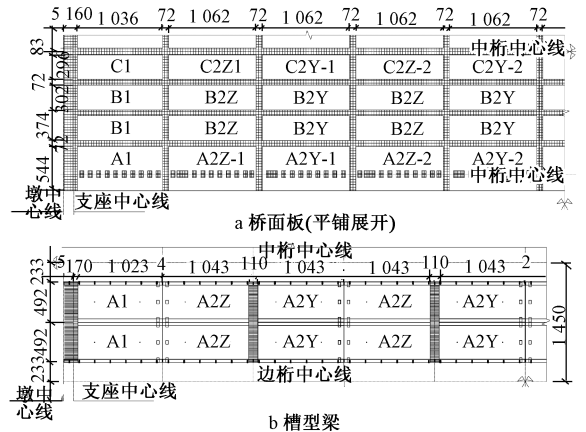 5 160 1 036 72 1 062 72 1 062 72 1 062 72 1 062 72
83
中桁中心线
290
C1 C2Z1 C2Y-1 C2Z-2 C2Y-2
72
302
B1 B2Z B2Y B2Z B2Y
374
B1 B2Z B2Y B2Z B2Y
72
A1 A2Z-1 A2Y-1 A2Z-2 A2Y-2
544
中桁中心线
墩中心线
支座中心线
a 桥面板(平铺展开)
中桁中心线
233
5 170 1 023 4 1 043 110 1 043 1 043 110 1 043 2
492
A1 A2Z A2Y A2Z A2Y
1 450
492
A1 A2Z A2Y A2Z A2Y
233
边桁中心线
墩中心线
支座中心线
b 槽型梁